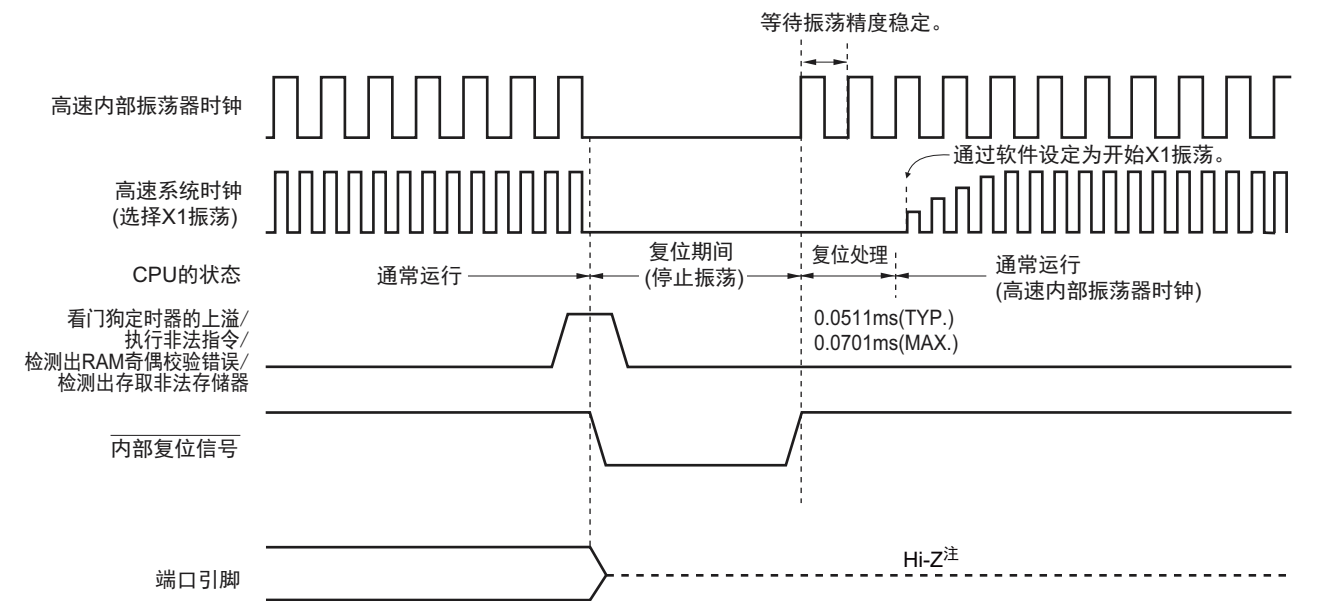 等待振荡精度稳定。
高速内部振荡器时钟
通过软件设定为开始X1振荡。
高速系统时钟
(选择X1振荡)
CPU的状态
通常运行
复位期间
(停止振荡)
复位处理
通常运行
(高速内部振荡器时钟)
看门狗定时器的上溢/
执行非法指令/
检测出RAM奇偶校验错误/
检测出存取非法存储器
0.0511ms(TYP.)
0.0701ms(MAX.)
内部复位信号
端口引脚
Hi-Z注